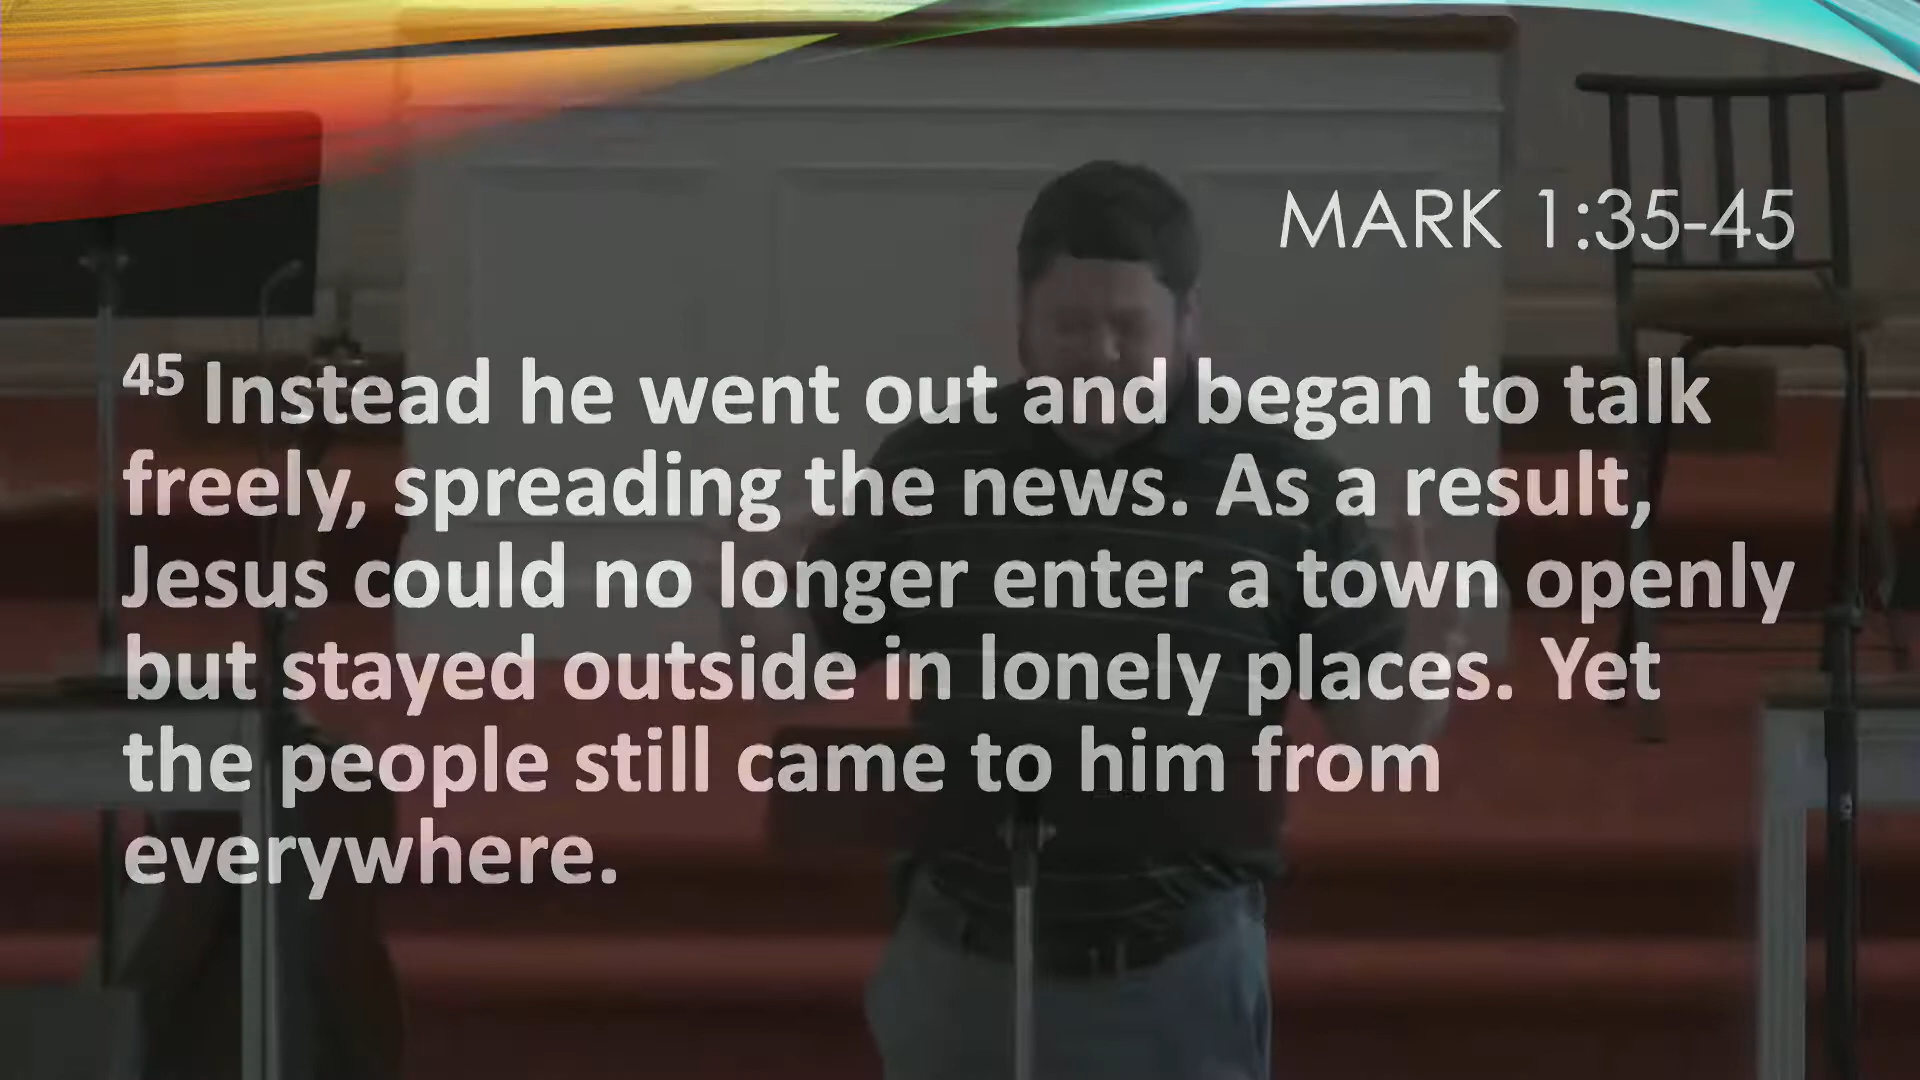 MARK 1:35-45
45 Instead he went out and began to talk
freely, spreading the news. As a result,
Jesus could no longer enter a town openly
but stayed outside in lonely places. Yet
the people still came to him from
everywhere.